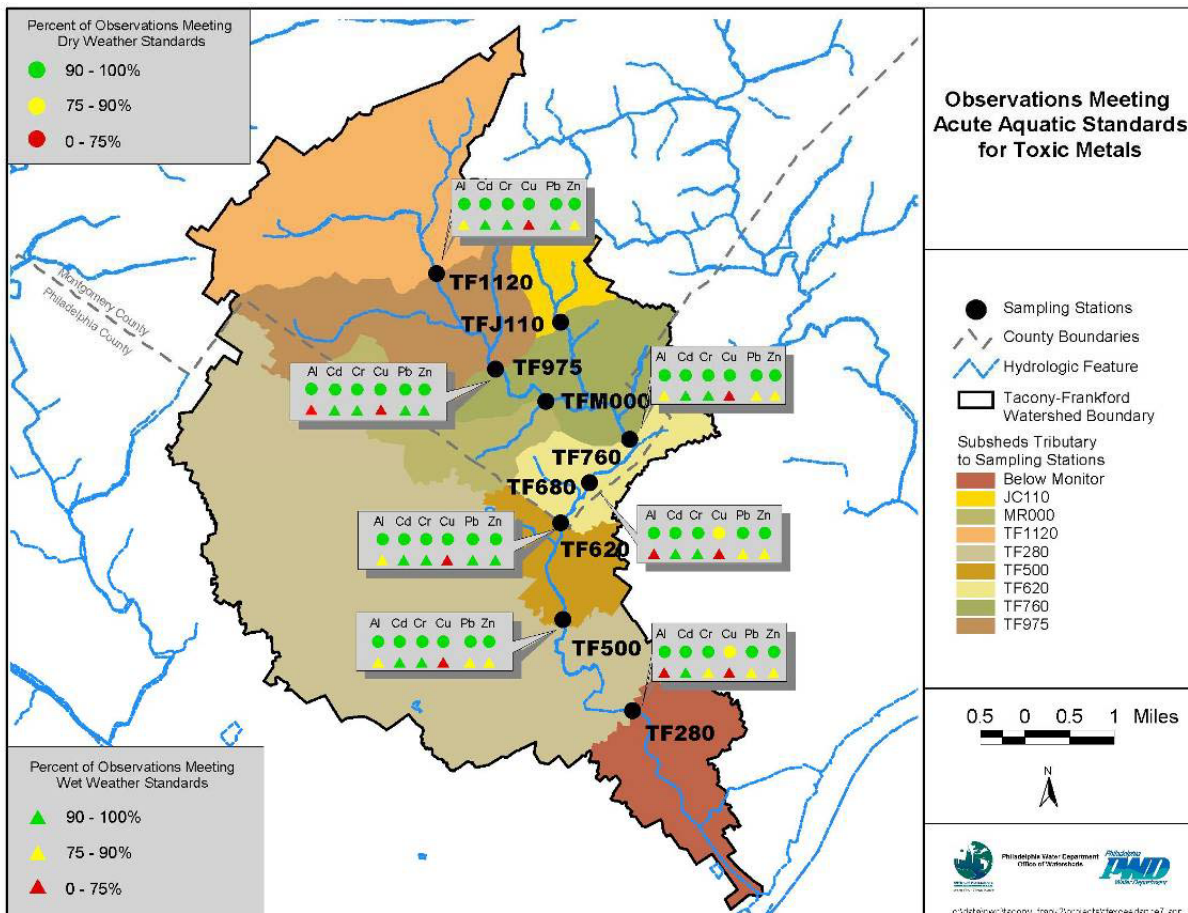 Percent of Observations Meeting
Dry Weather Standards
90 - 100%
75 - 90%
0 - 75%
Observations Meeting
Acute Aquatic Standards
for Toxic Metals
Al Cd Cr Cu Pb Zn
TF1120
Montgomery County
Philadelphia County
TFJ110
Al Cd Cr Cu Pb Zn
TF975
Al Cd Cr Cu Pb Zn
TFM000
TF760
TF680
Al Cd Cr Cu Pb Zn
TF620
Al Cd Cr Cu Pb Zn
Al Cd Cr Cu Pb Zn
TF500
Al Cd Cr Cu Pb Zn
TF280
Sampling Stations
County Boundaries
Hydrologic Feature
Tacony-Frankford
Watershed Boundary
Subsheds Tributary
to Sampling Stations
Below Monitor
JC110
MR000
TF1120
TF280
TF500
TF620
TF760
TF975
0.5 0 0.5 1 Miles
N
Percent of Observations Meeting
Wet Weather Standards
90 - 100%
75 - 90%
0 - 75%
Philadelphia Water Department
Office of Watersheds
Philadelphia
PWD
Water Department